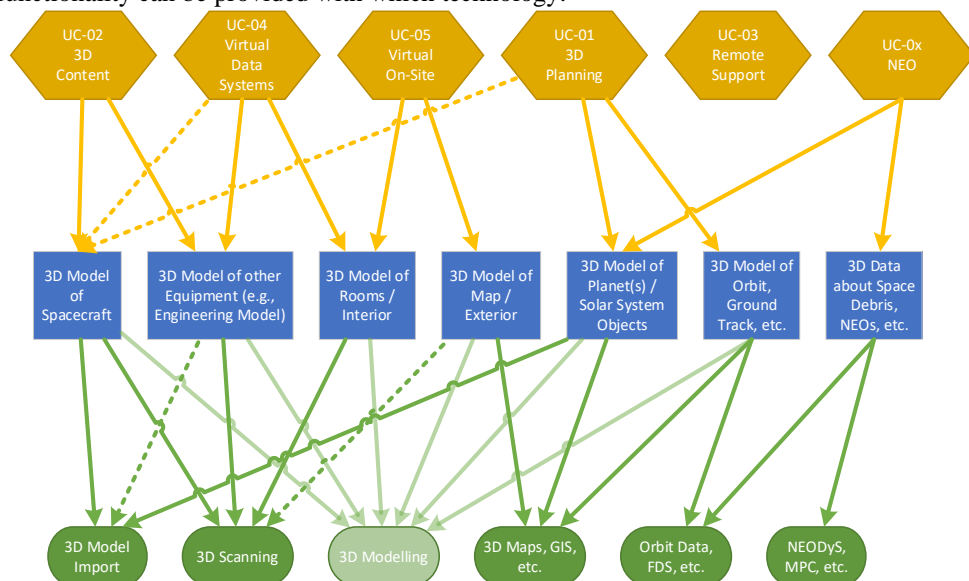 functionality can be provided with which technology.
UC-02
3D
Content
UC-04
Virtual
Data
Systems
UC-05
Virtual
On-Site
UC-01
3D
Planning
UC-03
Remote
Support
UC-0x
NEO
3D Model
of
Spacecraft
3D Model of other
Equipment (e.g.,
Engineering Model)
3D Model of
Rooms /
Interior
3D Model of
Map /
Exterior
3D Model of
Planet(s) /
Solar System
Objects
3D Model of
Orbit,
Ground
Track, etc.
3D Data
about Space
Debris,
NEOs, etc.
3D Model
Import
3D Scanning
3D Modelling
3D Maps, GIS,
etc.
Orbit Data,
FDS, etc.
NEODyS,
MPC, etc.